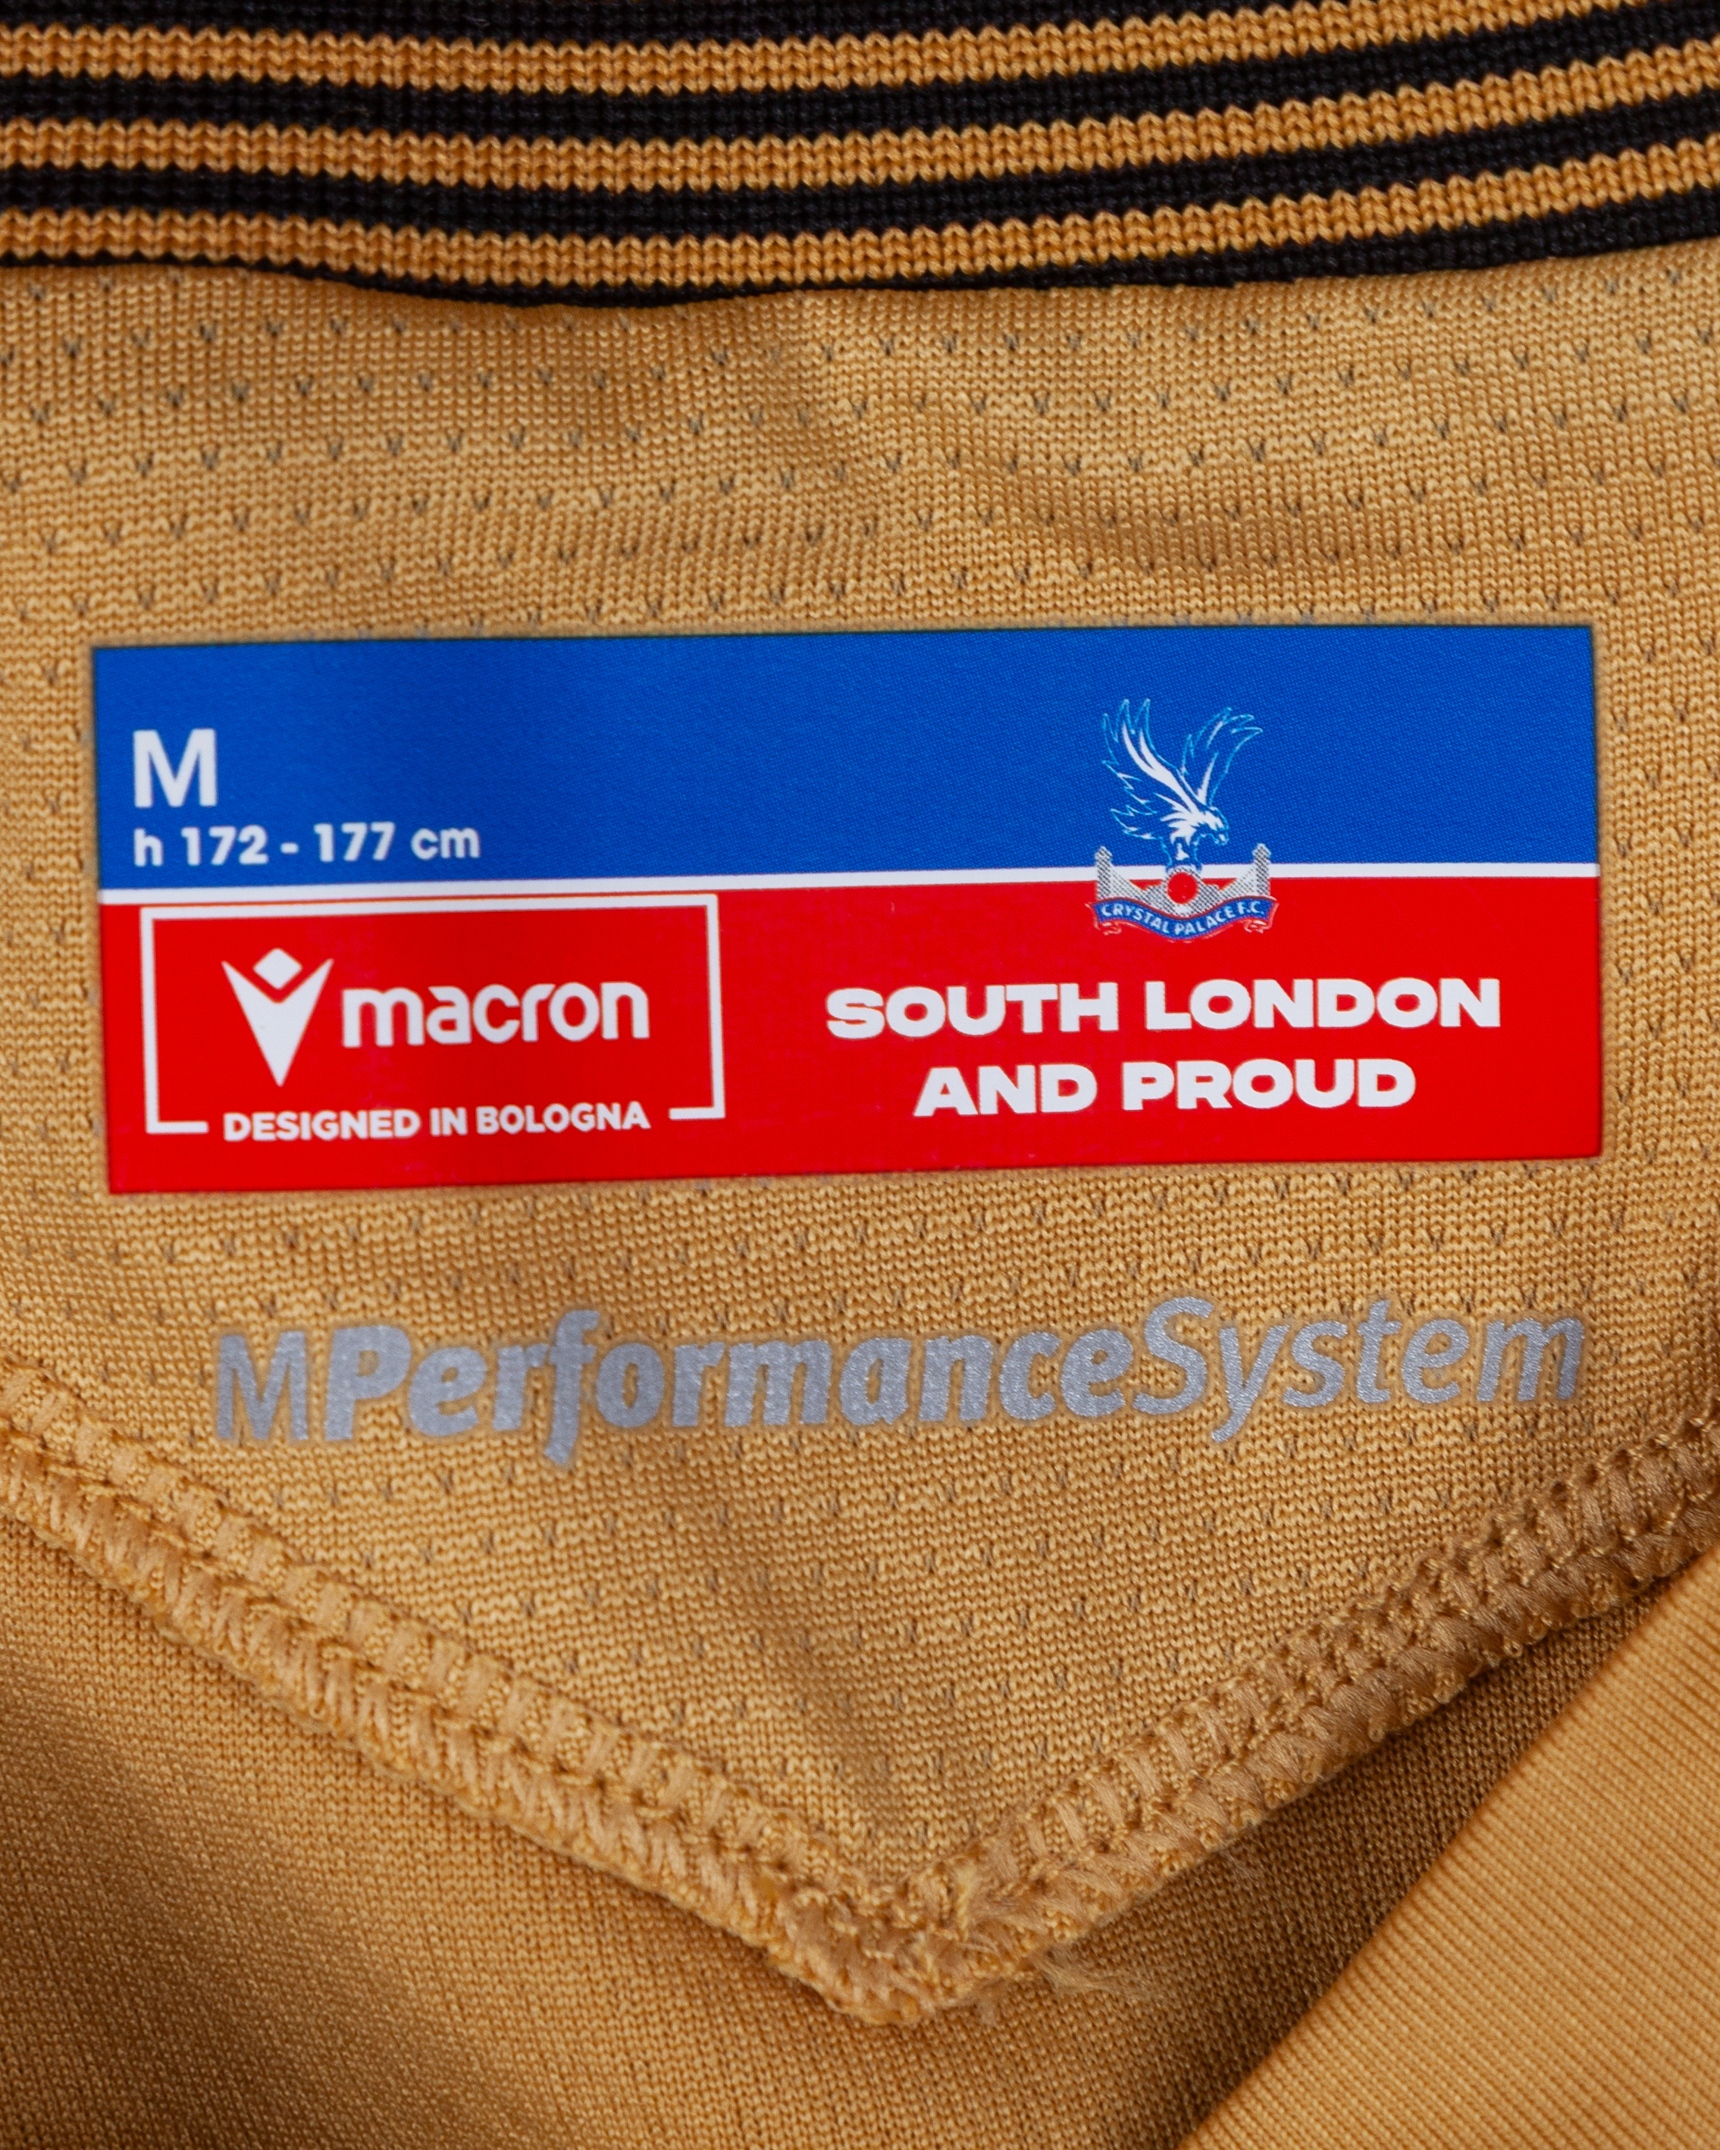 M
h 172 - 177 cm
CRYSTAL PALACE F.C.
macron
DESIGNED IN BOLOGNA
SOUTH LONDON
AND PROUD
MPerformanceSystem